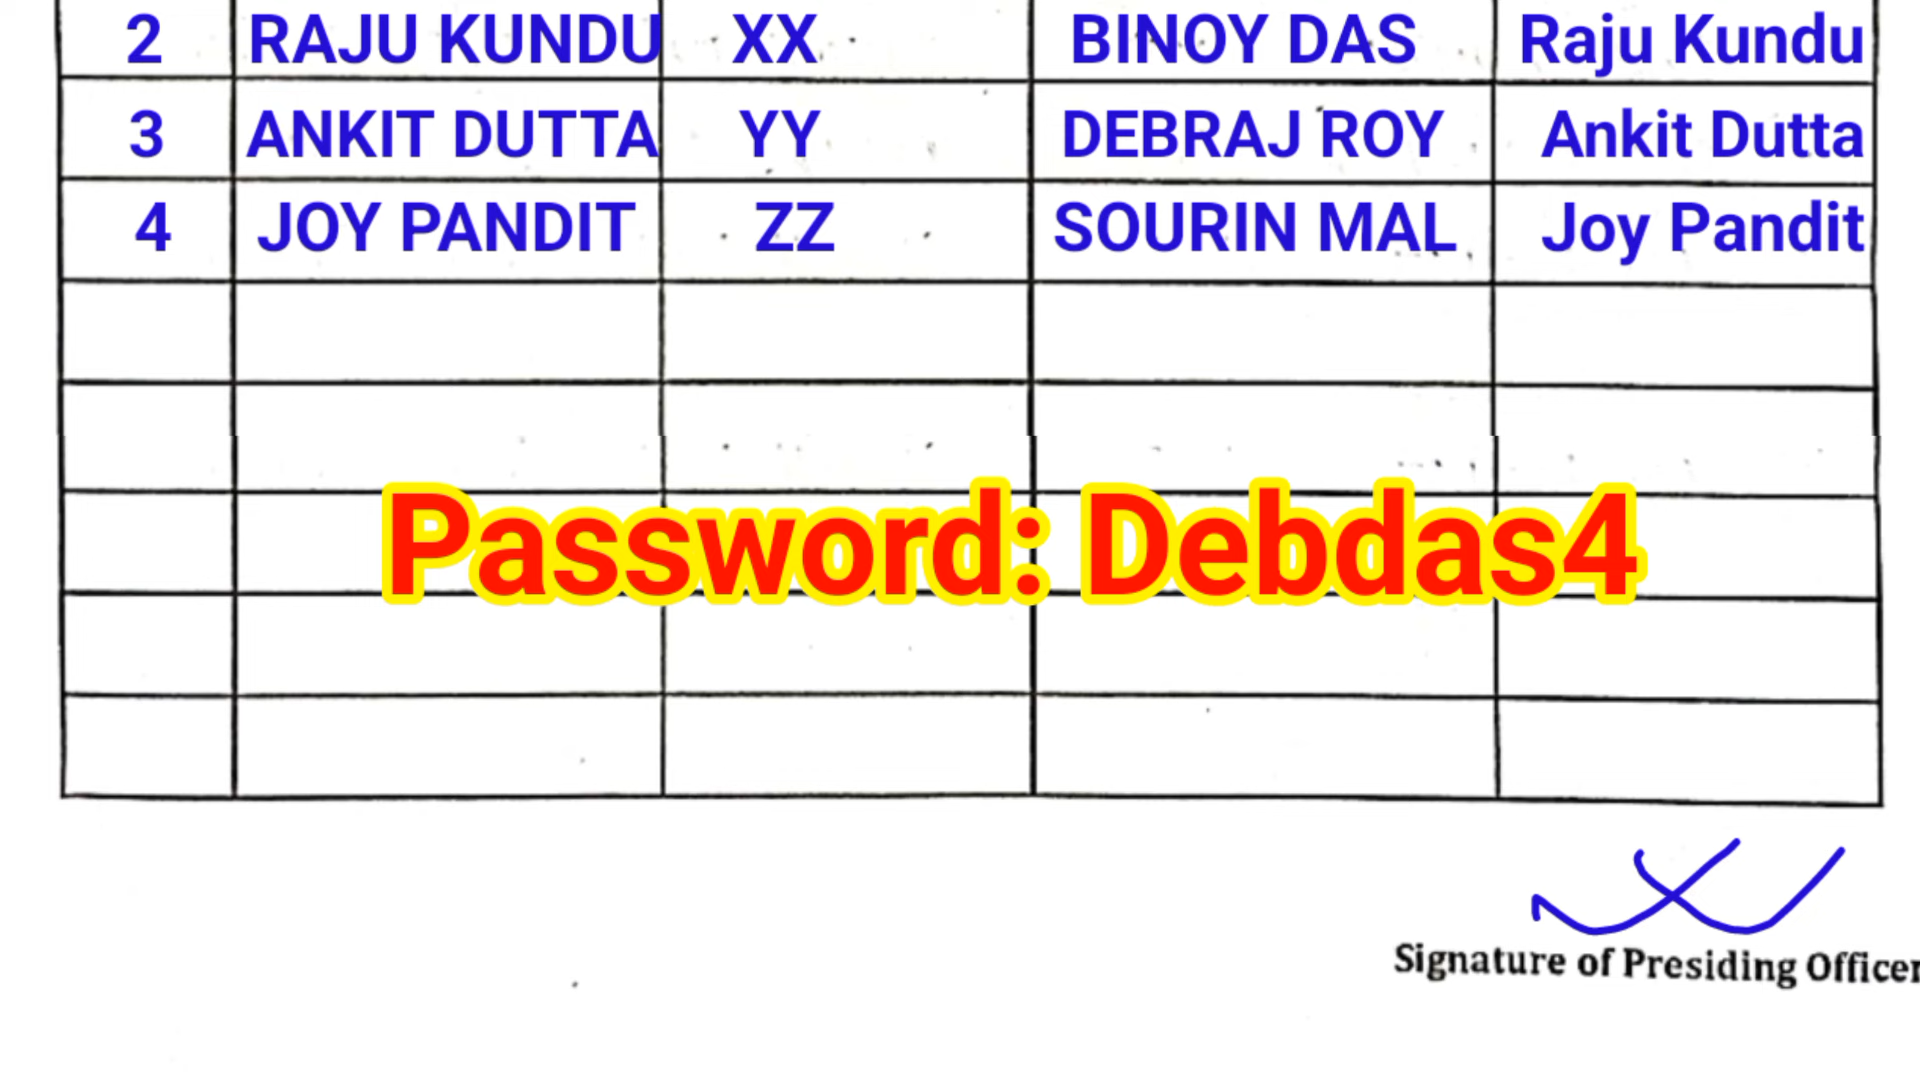 2 RAJU KUNDU XX BINOY DAS Raju Kundu
3 ANKIT DUTTA YY DEBRAJ ROY Ankit Dutta
4 JOY PANDIT ZZ SOURIN MAL Joy Pandit
Password: Debdas4
Signature of Presiding Officer